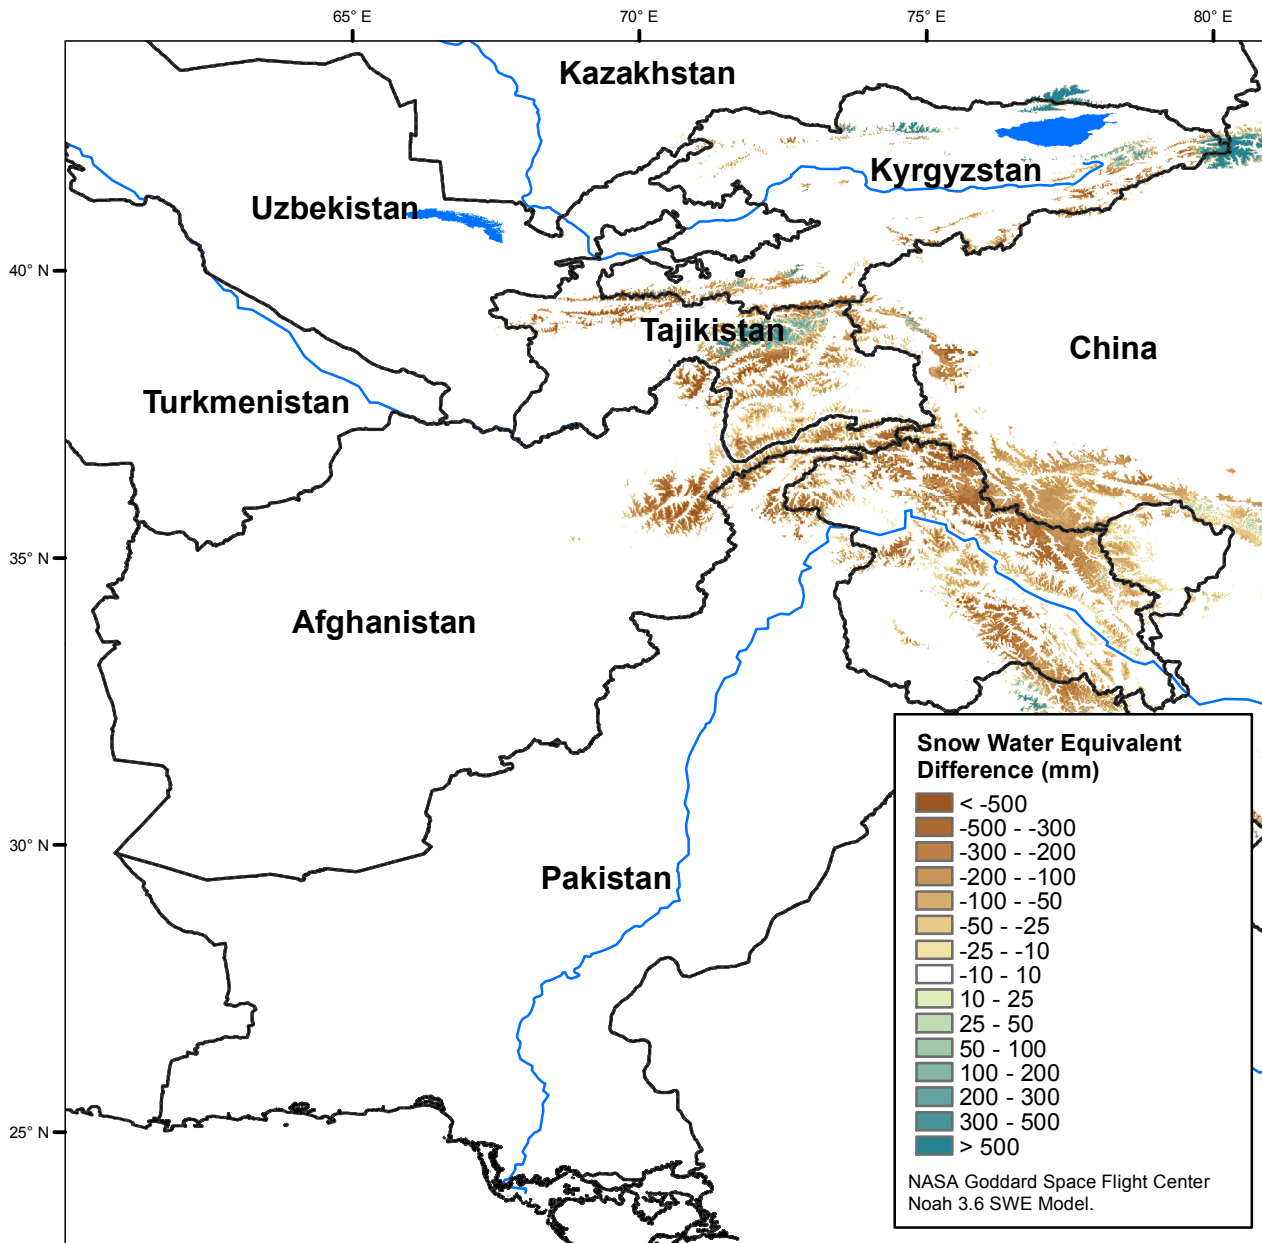 65° E
70° E
75° E
80° E
Kazakhstan
Kyrgyzstan
Uzbekistan
40° N
Tajikistan
China
Turkmenistan
35° N
Afghanistan
30° N
Pakistan
25° N
Snow Water Equivalent
Difference (mm)
< -500
-500 - -300
-300 - -200
-200 - -100
-100 - -50
-50 - -25
-25 - -10
-10 - 10
10 - 25
25 - 50
50 - 100
100 - 200
200 - 300
300 - 500
> 500
NASA Goddard Space Flight Center
Noah 3.6 SWE Model.